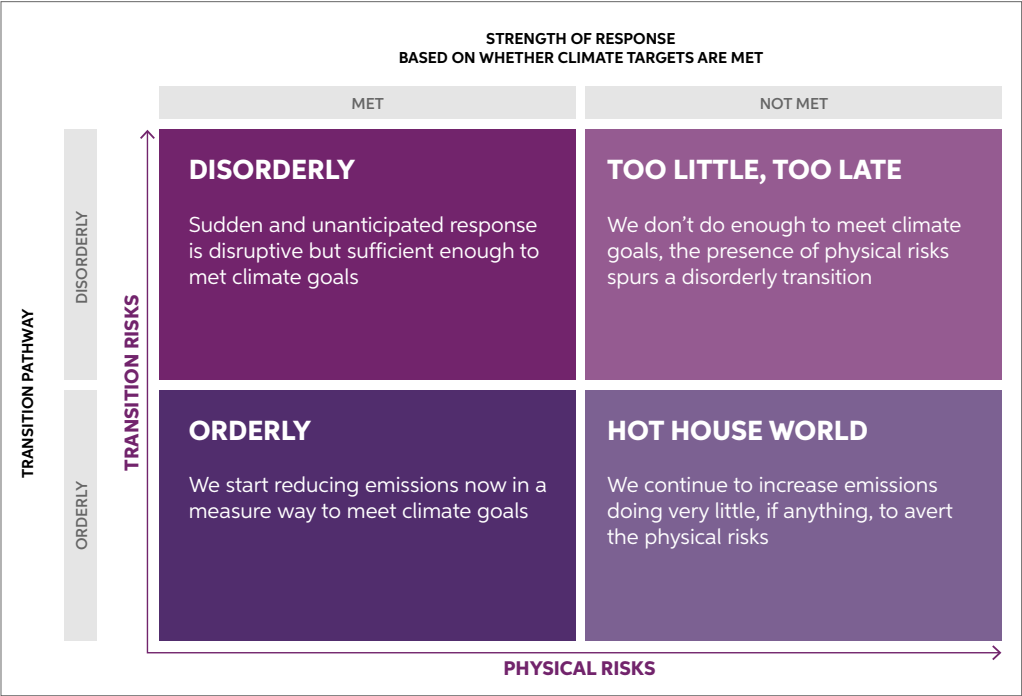 STRENGTH OF RESPONSE
BASED ON WHETHER CLIMATE TARGETS ARE MET
MET
NOT MET
TRANSITION PATHWAY
DISORDERLY
ORDERLY
TRANSITION RISKS
DISORDERLY
Sudden and unanticipated response
is disruptive but sufficient enough to
met climate goals
TOO LITTLE, TOO LATE
We don’t do enough to meet climate
goals, the presence of physical risks
spurs a disorderly transition
ORDERLY
We start reducing emissions now in a
measure way to meet climate goals
HOT HOUSE WORLD
We continue to increase emissions
doing very little, if anything, to avert
the physical risks
PHYSICAL RISKS